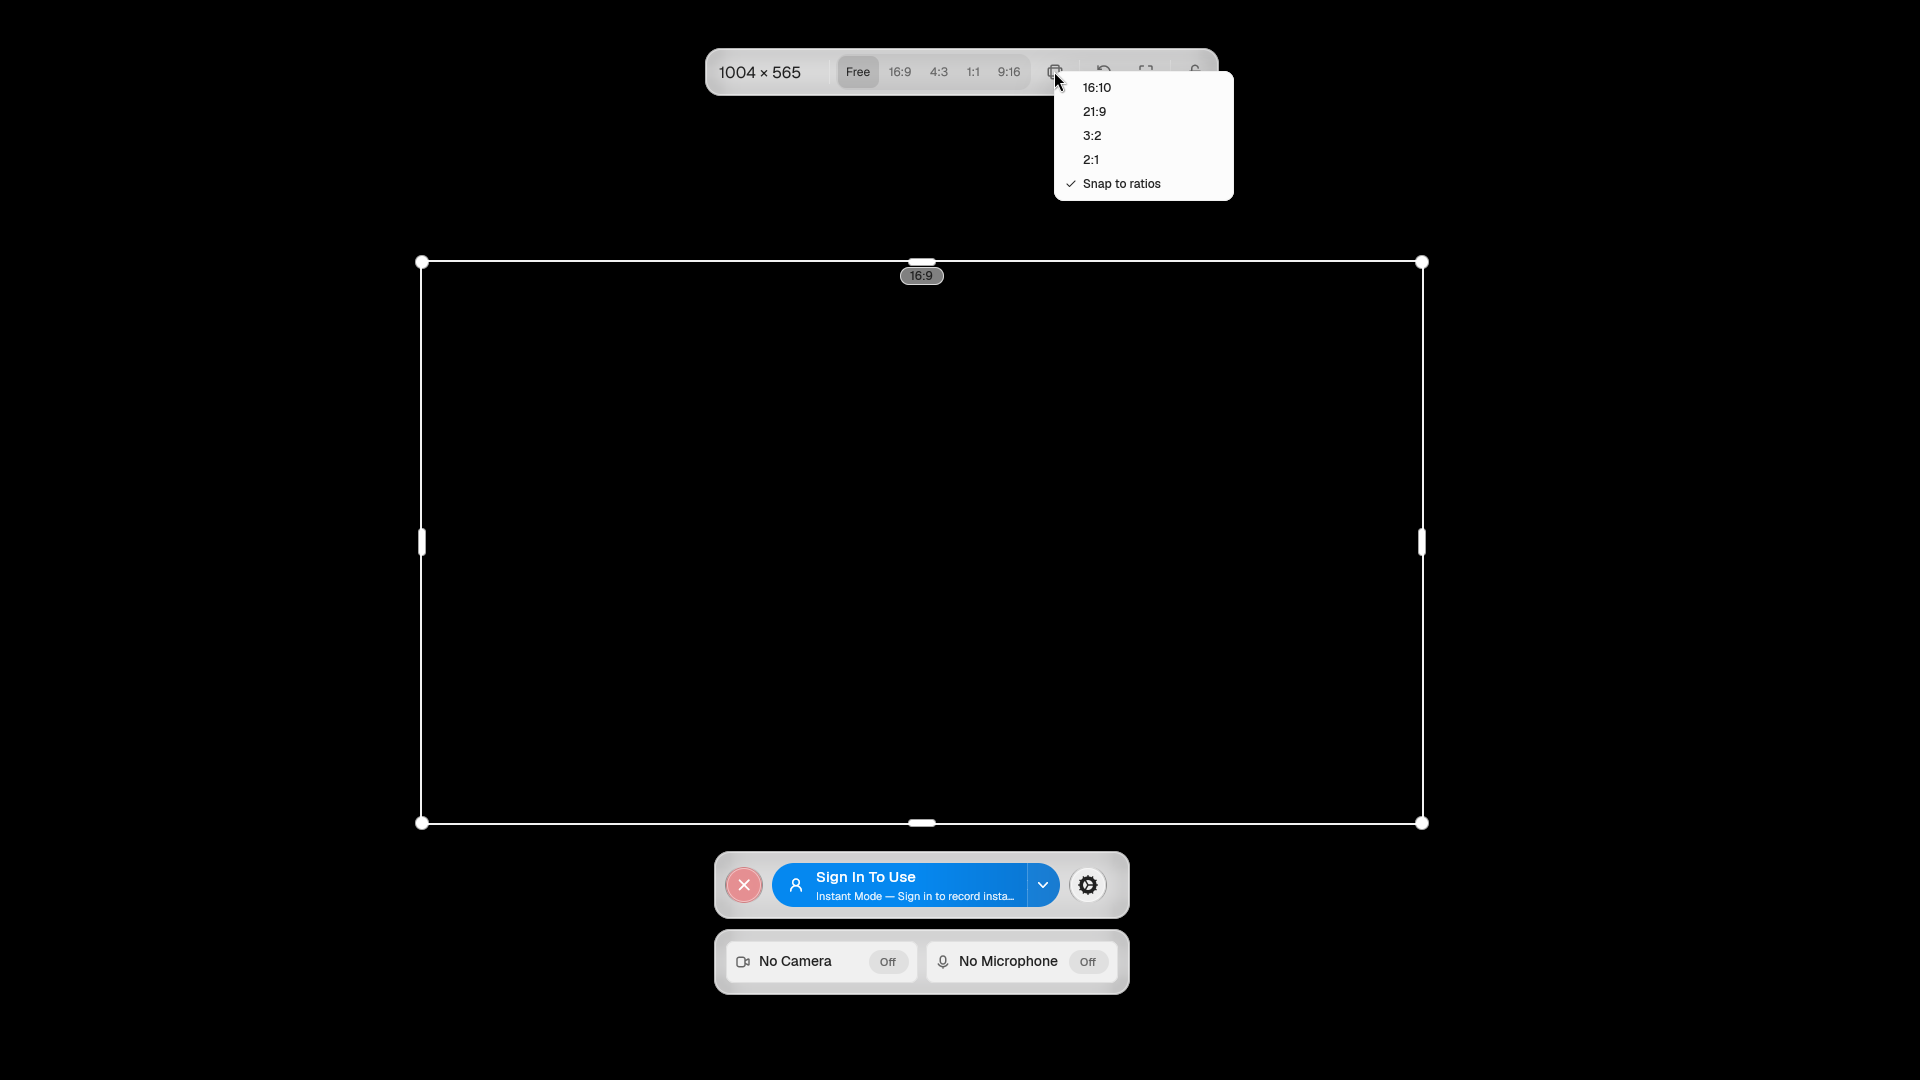 1004 × 565
Free 16:9 4:3 1:1 9:16
16:10
21:9
3:2
2:1
Snap to ratios
16:9
Sign In To Use
Instant Mode — Sign in to record insta...
No Camera Off
No Microphone Off